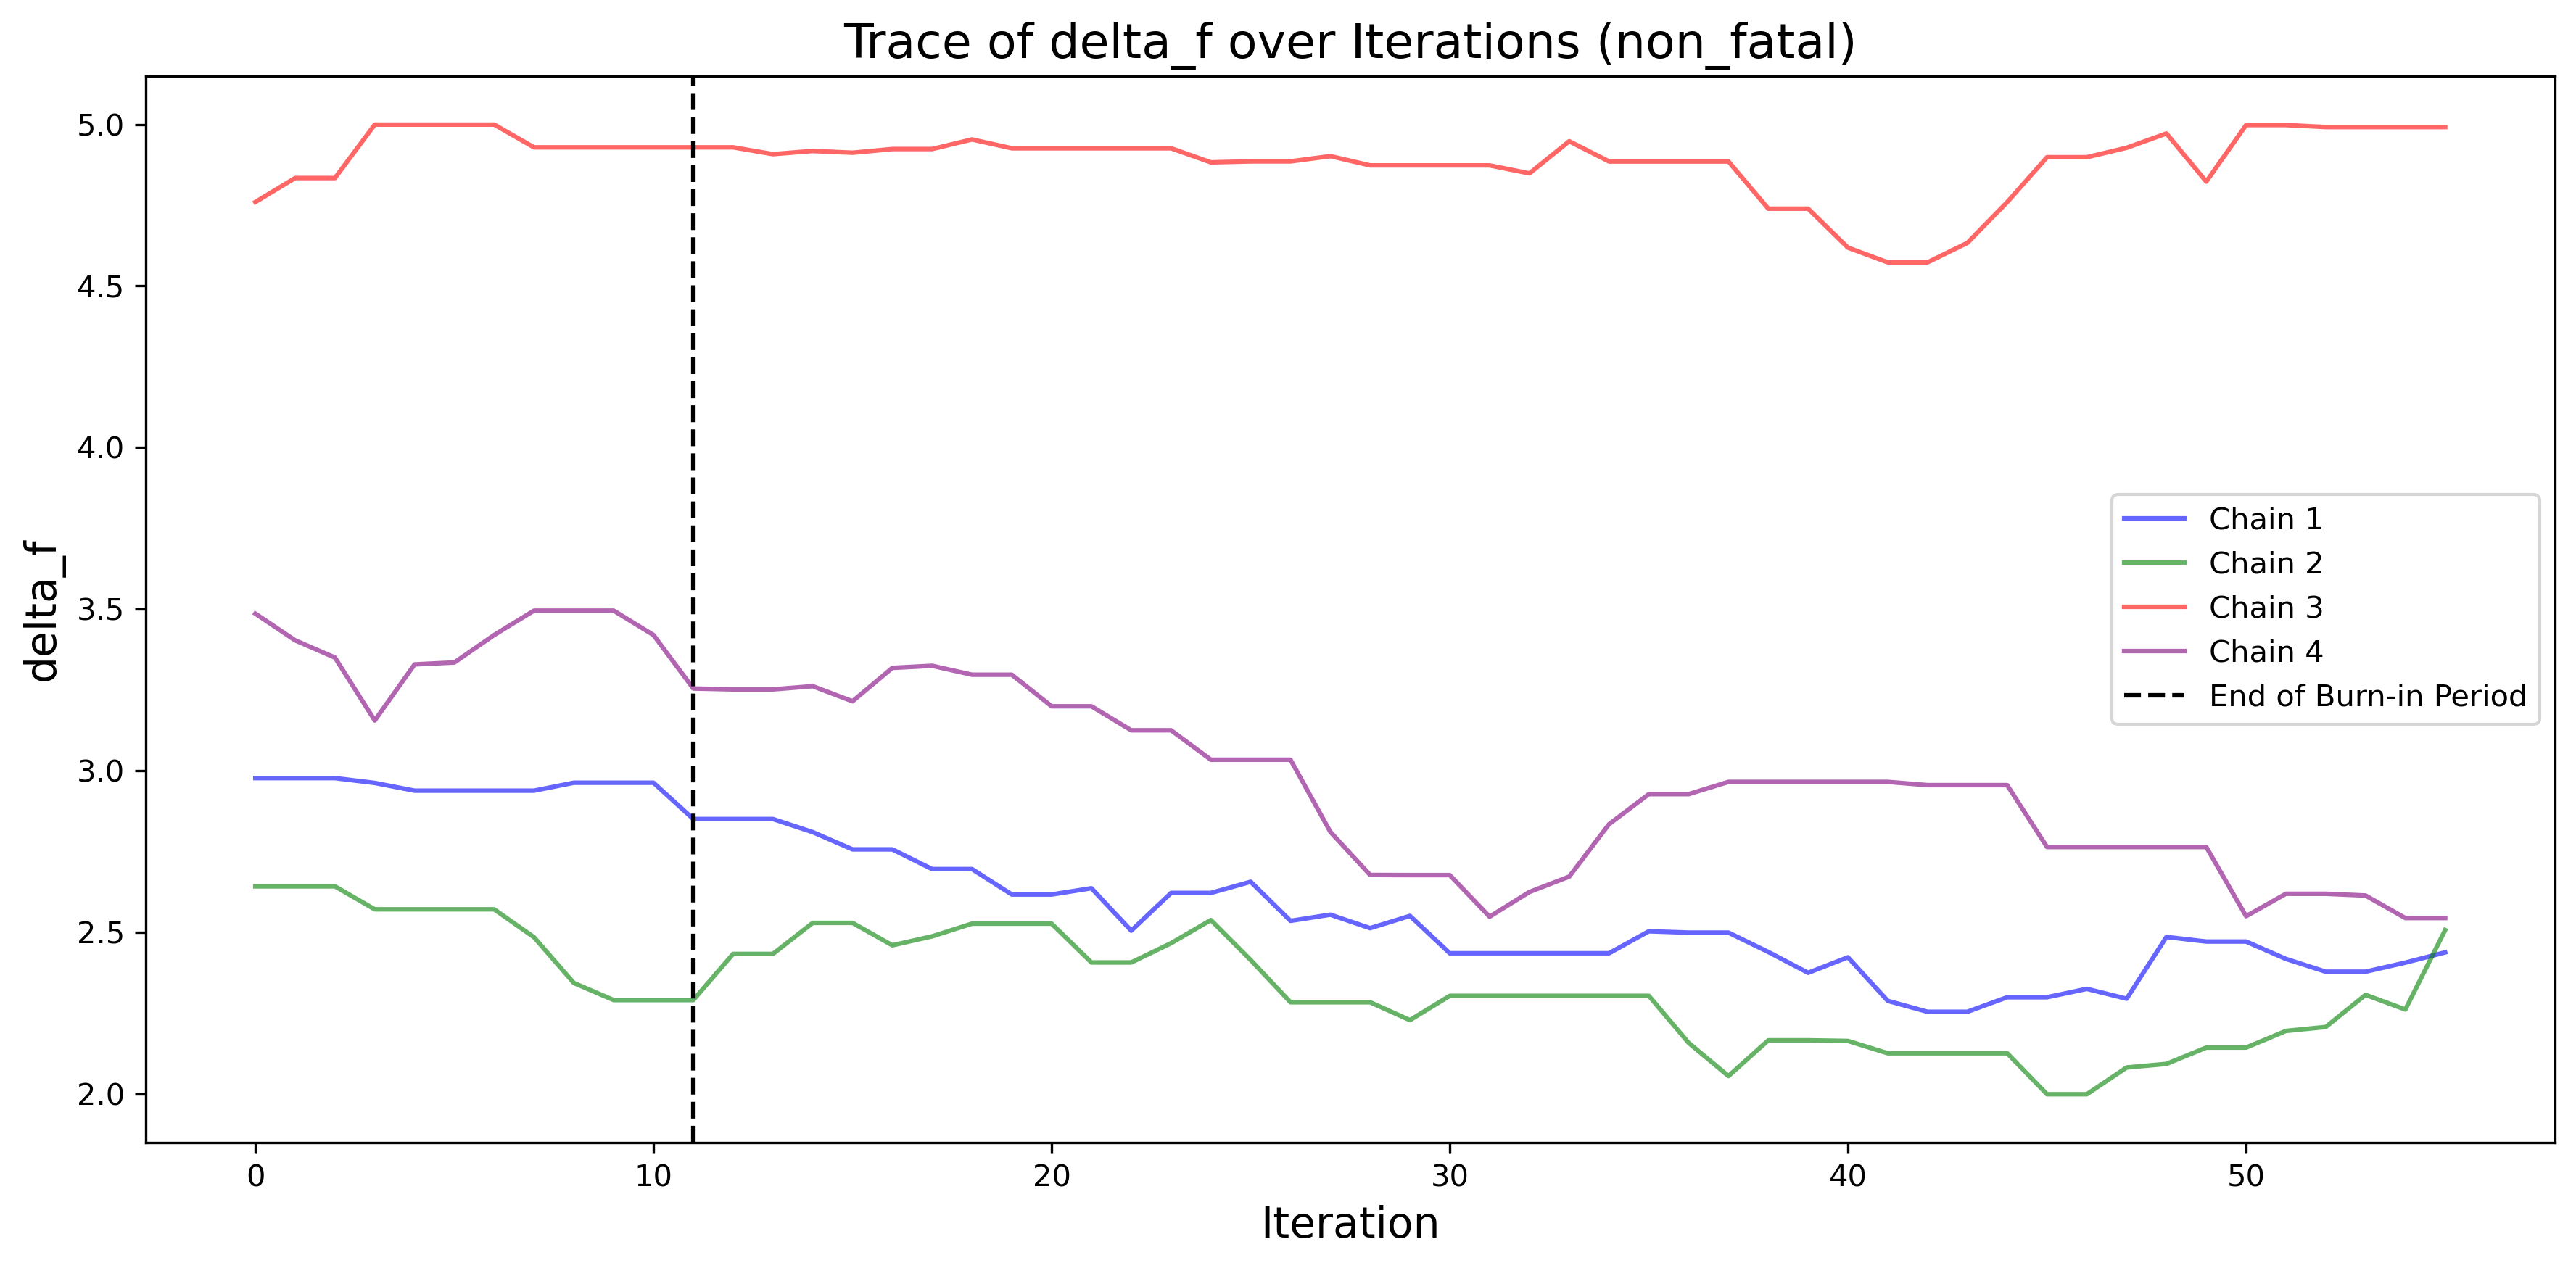 Trace of delta_f over Iterations (non_fatal)
5.0
4.5
4.0
3.5
3.0
2.5
2.0
delta_f
Chain 1
Chain 2
Chain 3
Chain 4
End of Burn-in Period
0 10 20 30 40 50
Iteration